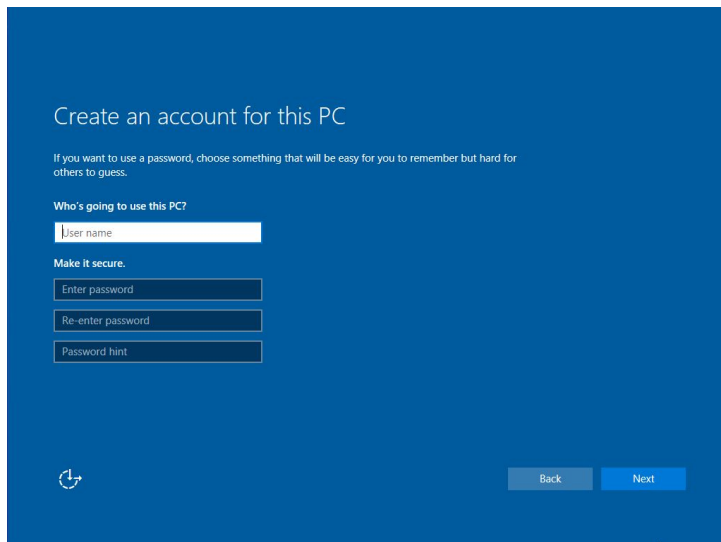 Create an account for this PC
If you want to use a password, choose something that will be easy for you to remember but hard for
others to guess.
Who's going to use this PC?
User name
Make it secure.
Enter password
Re-enter password
Password hint
Back
Next